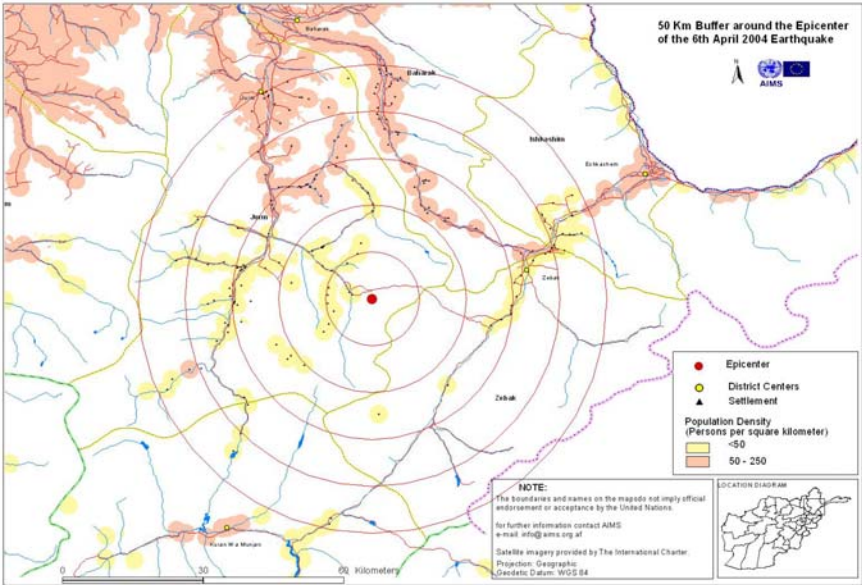 50 Km Buffer around the Epicenter
of the 6th April 2004 Earthquake
N
AIMS
Baharak
Baharak
Jurm
Ishkashim
Eshkashem
Jurm
Zebak
Zebak
Kuran W a Munjan
Epicenter
District Centers
Settlement
Population Density
(Persons per square kilometer)
<50
50 - 250
NOTE:
The boundaries and names on the mapsdo not imply official
endorsement or acceptance by the United Nations.
for further information contact AIMS
e-mail: info@aims.org.af
Satellite imagery provided by The International Charter.
Projection: Geographic
Geodetic Datum: WGS 84
LOCATION DIAGRAM
0 30 60 Kilometers